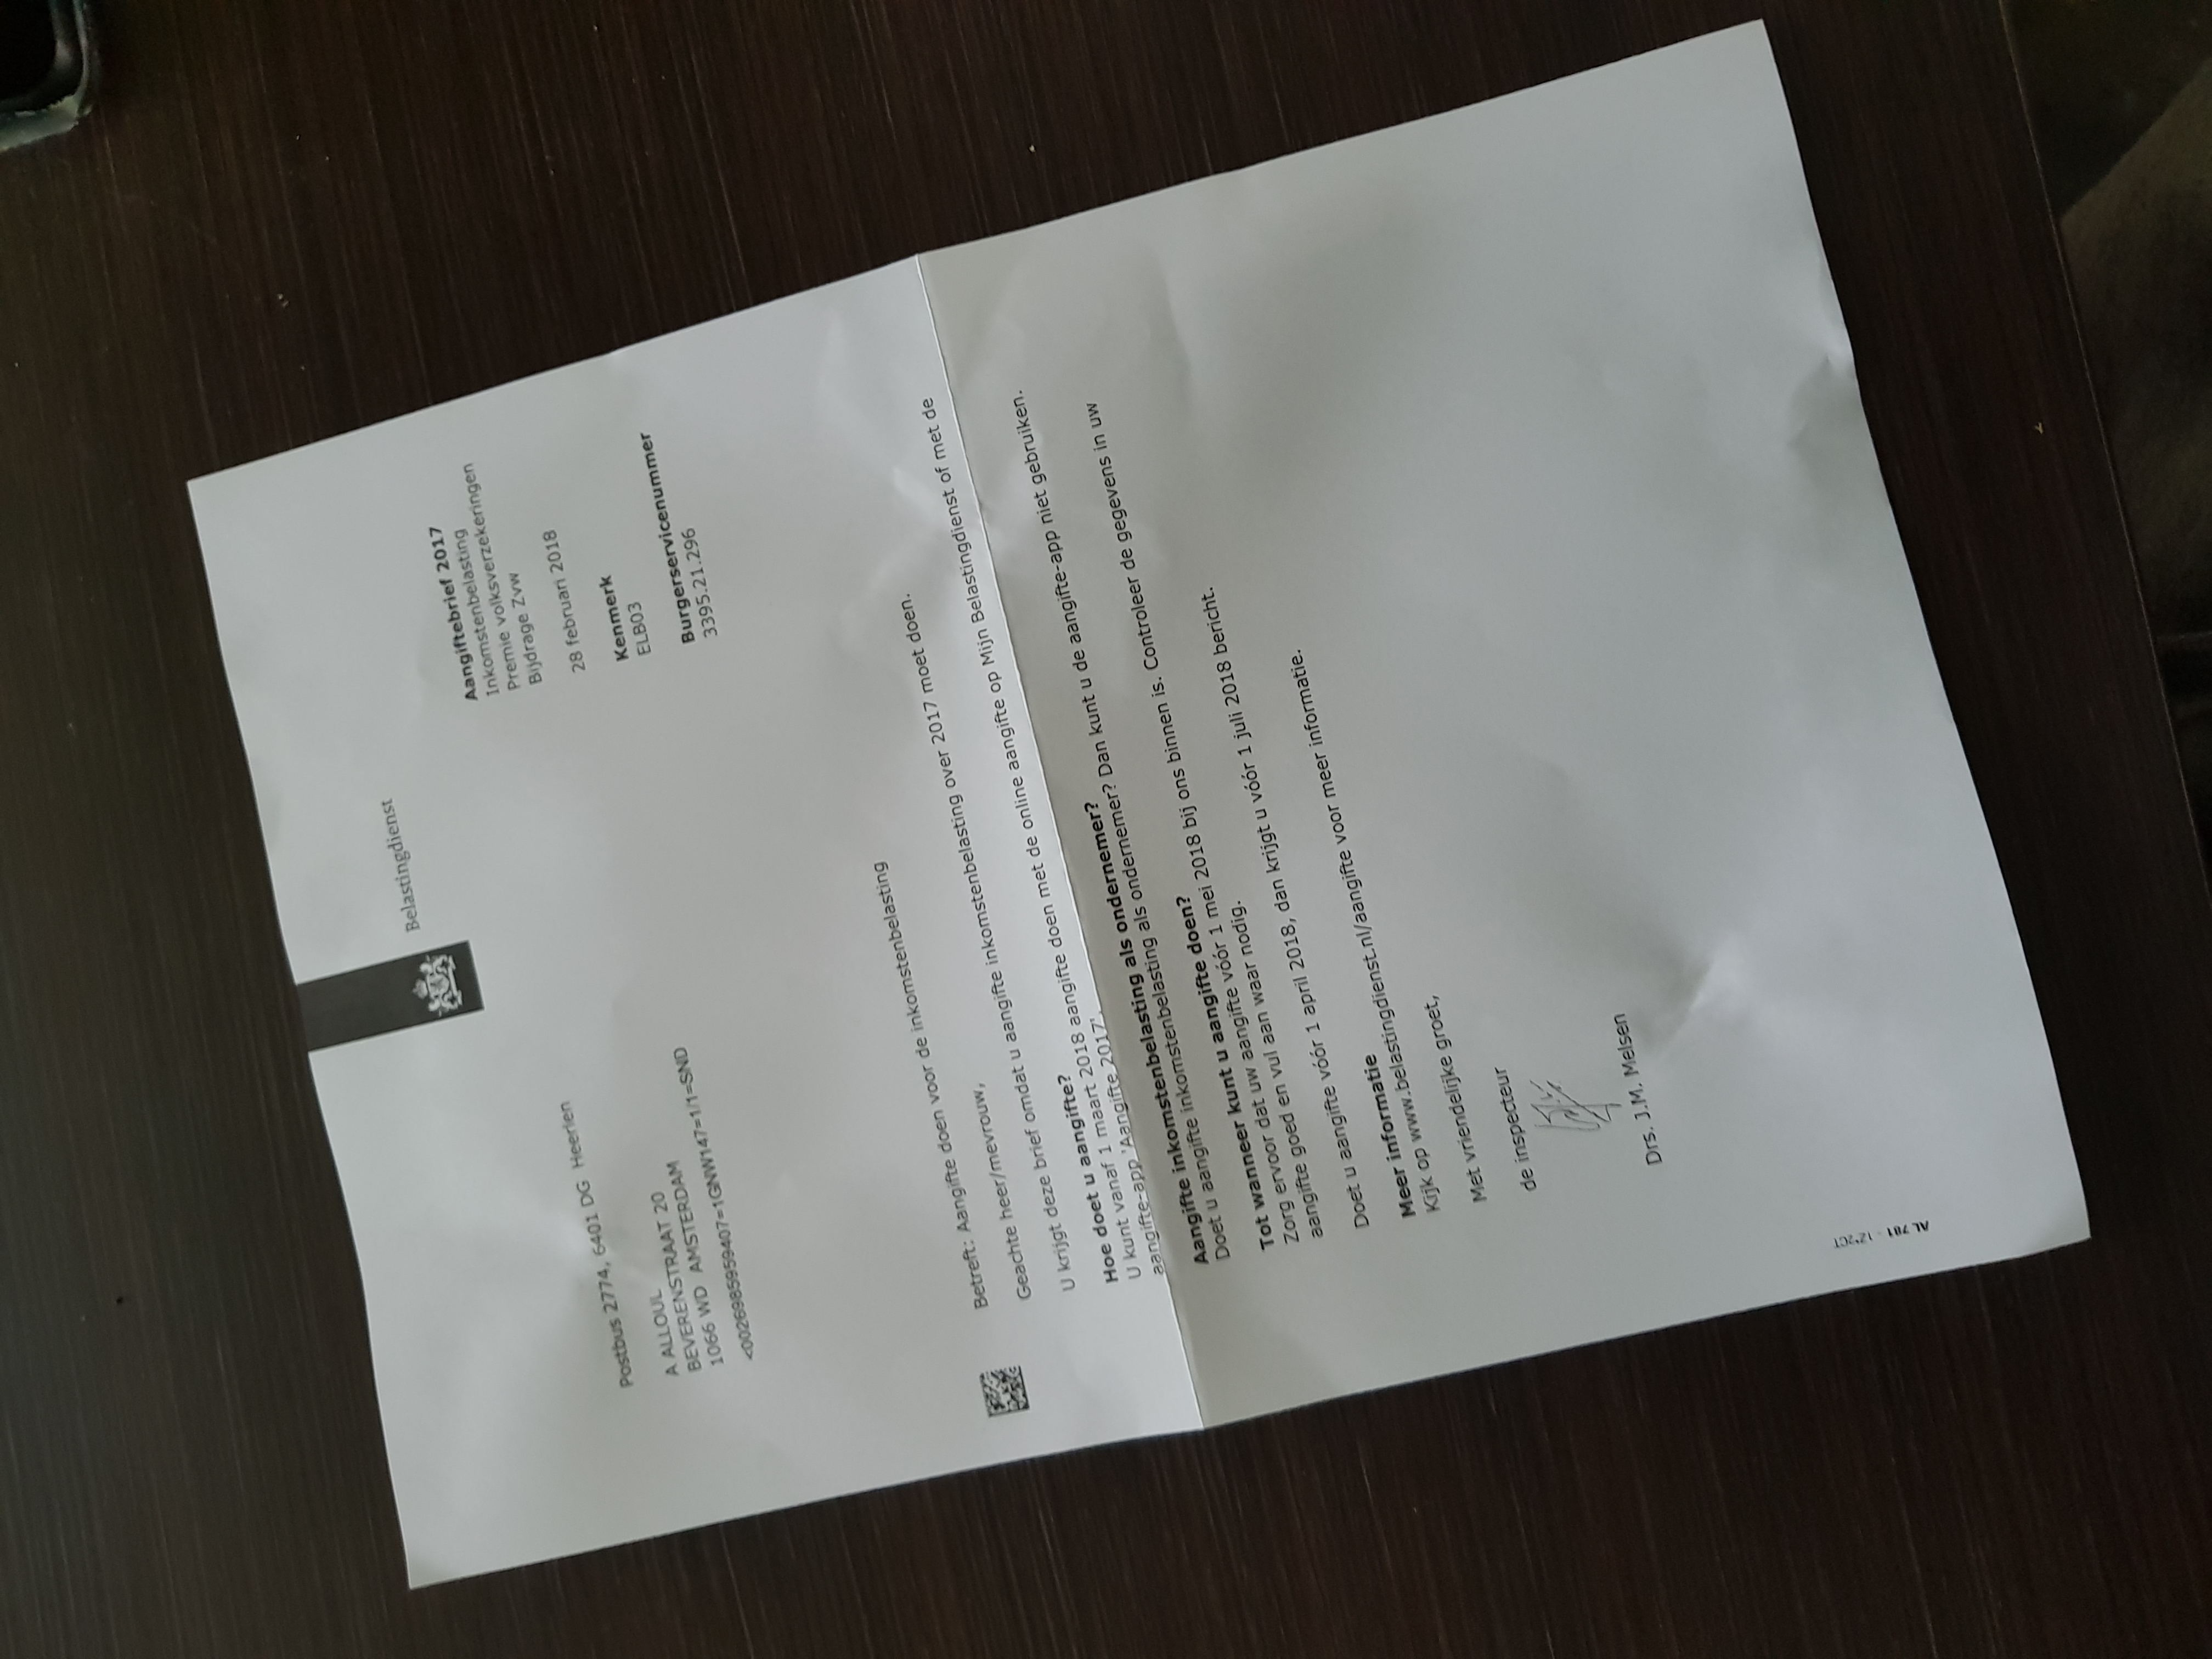 Belastingdienst
Aangiftebrief 2017
Inkomstenbelasting
Premie volksverzekeringen
Bijdrage Zvw
28 februari 2018
Kenmerk
ELB03
Burgerservicenummer
3395.21.296
Postbus 2774, 6401 DG Heerlen
A ALLOUL
BEVERENSTRAAT 20
1066 WD AMSTERDAM
<0026985959407=1GNW147=1/1=SND
Betreft: Aangifte doen voor de inkomstenbelasting
Geachte heer/mevrouw,
U krijgt deze brief omdat u aangifte inkomstenbelasting over 2017 moet doen.
Hoe doet u aangifte?
U kunt vanaf 1 maart 2018 aangifte doen met de online aangifte op Mijn Belastingdienst of met de
aangifte-app 'Aangifte 2017'.
Aangifte inkomstenbelasting als ondernemer?
Doet u aangifte inkomstenbelasting als ondernemer? Dan kunt u de aangifte-app niet gebruiken.
Tot wanneer kunt u aangifte doen?
Zorg ervoor dat uw aangifte vóór 1 mei 2018 bij ons binnen is. Controleer de gegevens in uw
aangifte goed en vul aan waar nodig.
Doet u aangifte vóór 1 april 2018, dan krijgt u vóór 1 juli 2018 bericht.
Meer informatie
Kijk op www.belastingdienst.nl/aangifte voor meer informatie.
Met vriendelijke groet,
de inspecteur
Drs. J.M. Melsen
AL 781